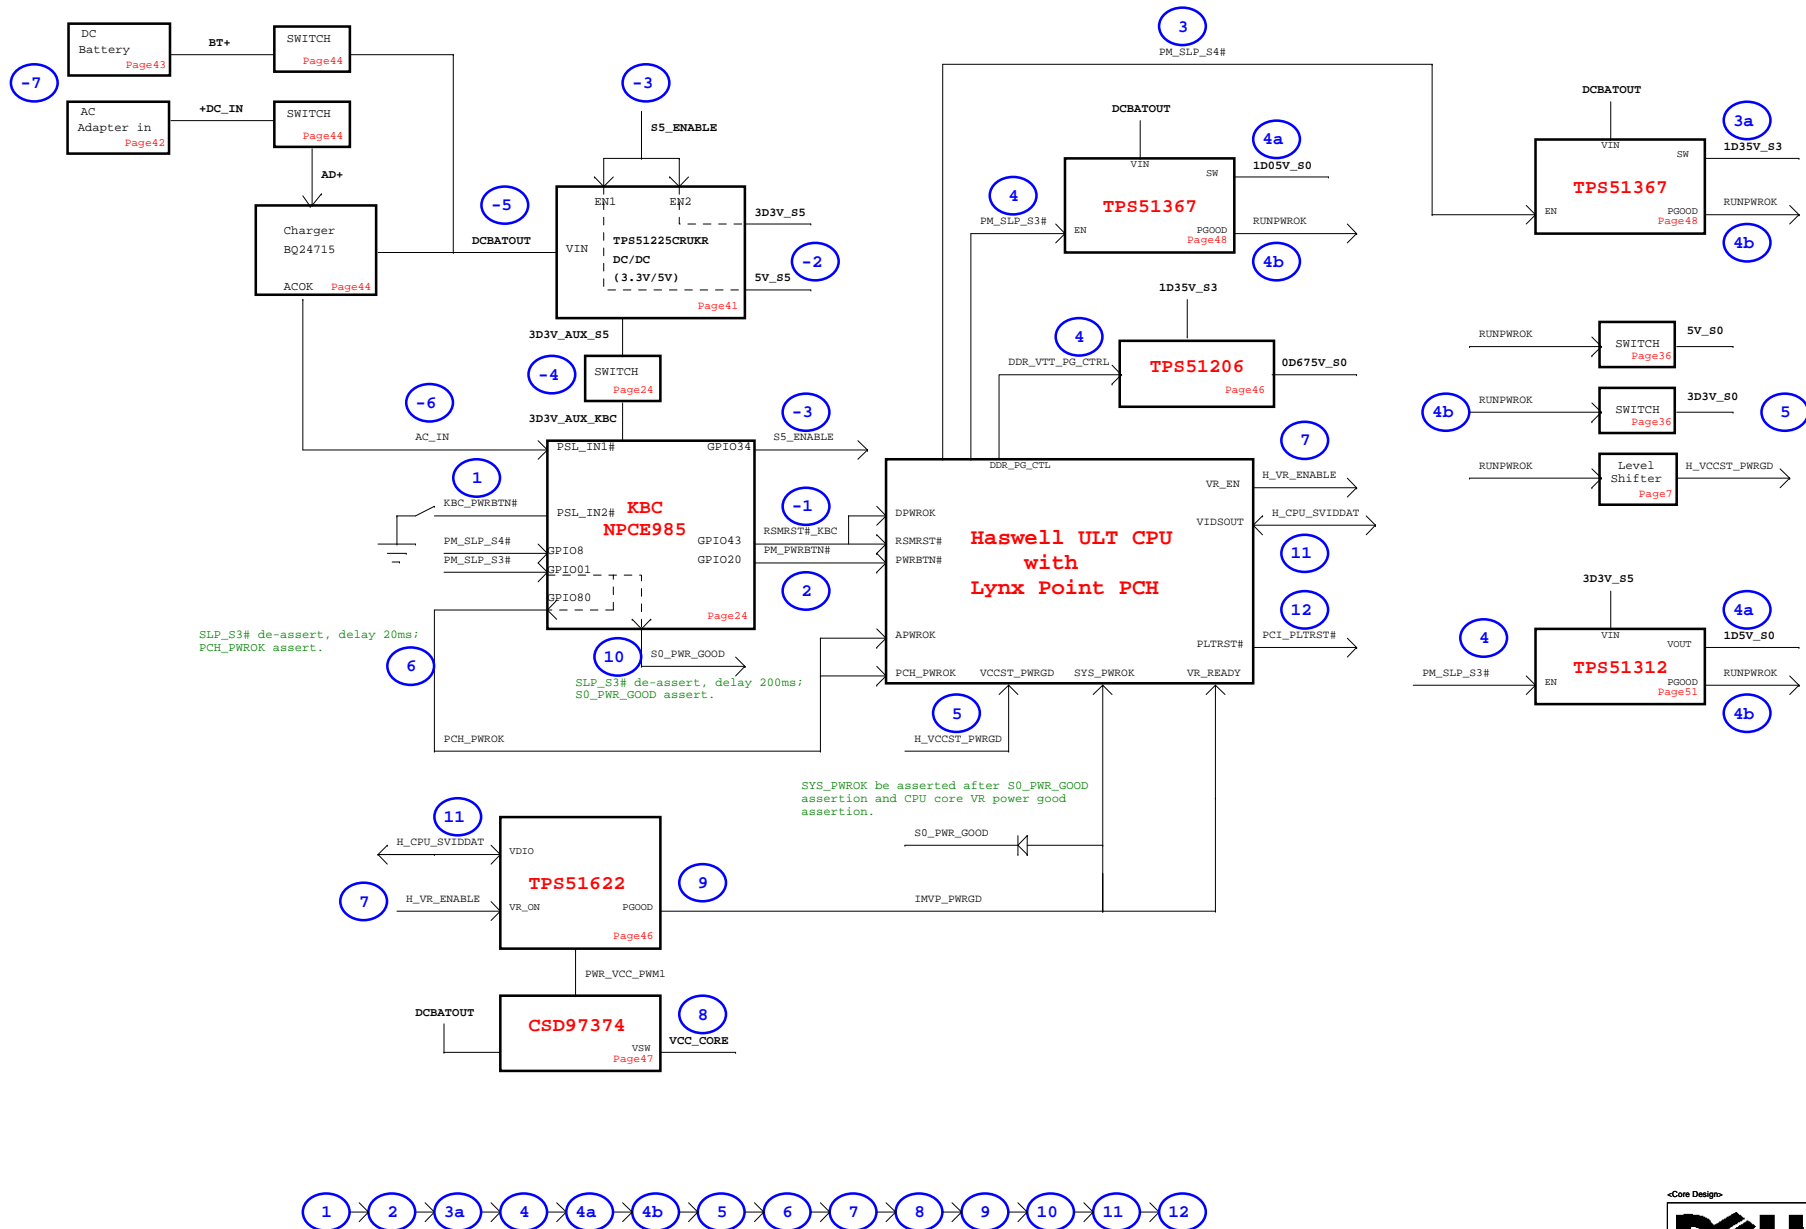 DC
Battery
Page43
BT+
SWITCH
Page44
-7
AC
Adapter in
Page42
+DC_IN
SWITCH
Page44
AD+
Charger
BQ24715
ACOK
Page44
-5
DCBATOUT
-3
S5_ENABLE
EN1
EN2
VIN
TPS51225CRUKR
DC/DC
(3.3V/5V)
Page41
3D3V_S5
-2
5V_S5
3D3V_AUX_S5
-4
SWITCH
Page24
3D3V_AUX_KBC
-6
AC_IN
1
KBC_PWRBTN#
PM_SLP_S4#
PM_SLP_S3#
PSL_IN1#
PSL_IN2#
GPIO8
GPIO01
GPIO80
KBC
NPCE985
GPIO34
GPIO43
GPIO20
Page24
-3
S5_ENABLE
-1
RSMRST#_KBC
PM_PWRBTN#
2
SLP_S3# de-assert, delay 20ms;
PCH_PWROK assert.
6
10
S0_PWR_GOOD
SLP_S3# de-assert, delay 200ms;
S0_PWR_GOOD assert.
PCH_PWROK
3
PM_SLP_S4#
DCBATOUT
4
PM_SLP_S3#
VIN
SW
TPS51367
EN
PGOOD
Page48
4a
1D05V_S0
RUNPWROK
4b
1D35V_S3
4
DDR_VTT_PG_CTRL
TPS51206
Page46
0D675V_S0
DDR_PG_CTL
DPWROK
RSMRST#
PWRBTN#
APWROK
PCH_PWROK
VCCST_PWRGD
SYS_PWROK
VR_READY
VR_EN
VIDSOUT
PLTRST#
Haswell ULT CPU
with
Lynx Point PCH
7
H_VR_ENABLE
H_CPU_SVIDDAT
11
12
PCI_PLTRST#
5
H_VCCST_PWRGD
SYS_PWROK be asserted after S0_PWR_GOOD
assertion and CPU core VR power good
assertion.
S0_PWR_GOOD
IMVP_PWRGD
DCBATOUT
VIN
SW
TPS51367
EN
PGOOD
Page48
3a
1D35V_S3
RUNPWROK
4b
RUNPWROK
SWITCH
Page36
5V_S0
4b
RUNPWROK
SWITCH
Page36
3D3V_S0
5
RUNPWROK
Level
Shifter
Page7
H_VCCST_PWRGD
3D3V_S5
4
PM_SLP_S3#
VIN
VOUT
TPS51312
EN
PGOOD
Page51
4a
1D5V_S0
RUNPWROK
4b
11
H_CPU_SVIDDAT
7
H_VR_ENABLE
VDIO
TPS51622
VR_ON
PGOOD
Page46
9
PWR_VCC_PWM1
DCBATOUT
CSD97374
VSW
Page47
8
VCC_CORE
1 2 3a 4 4a 4b 5 6 7 8 9 10 11 12
<Core Design>